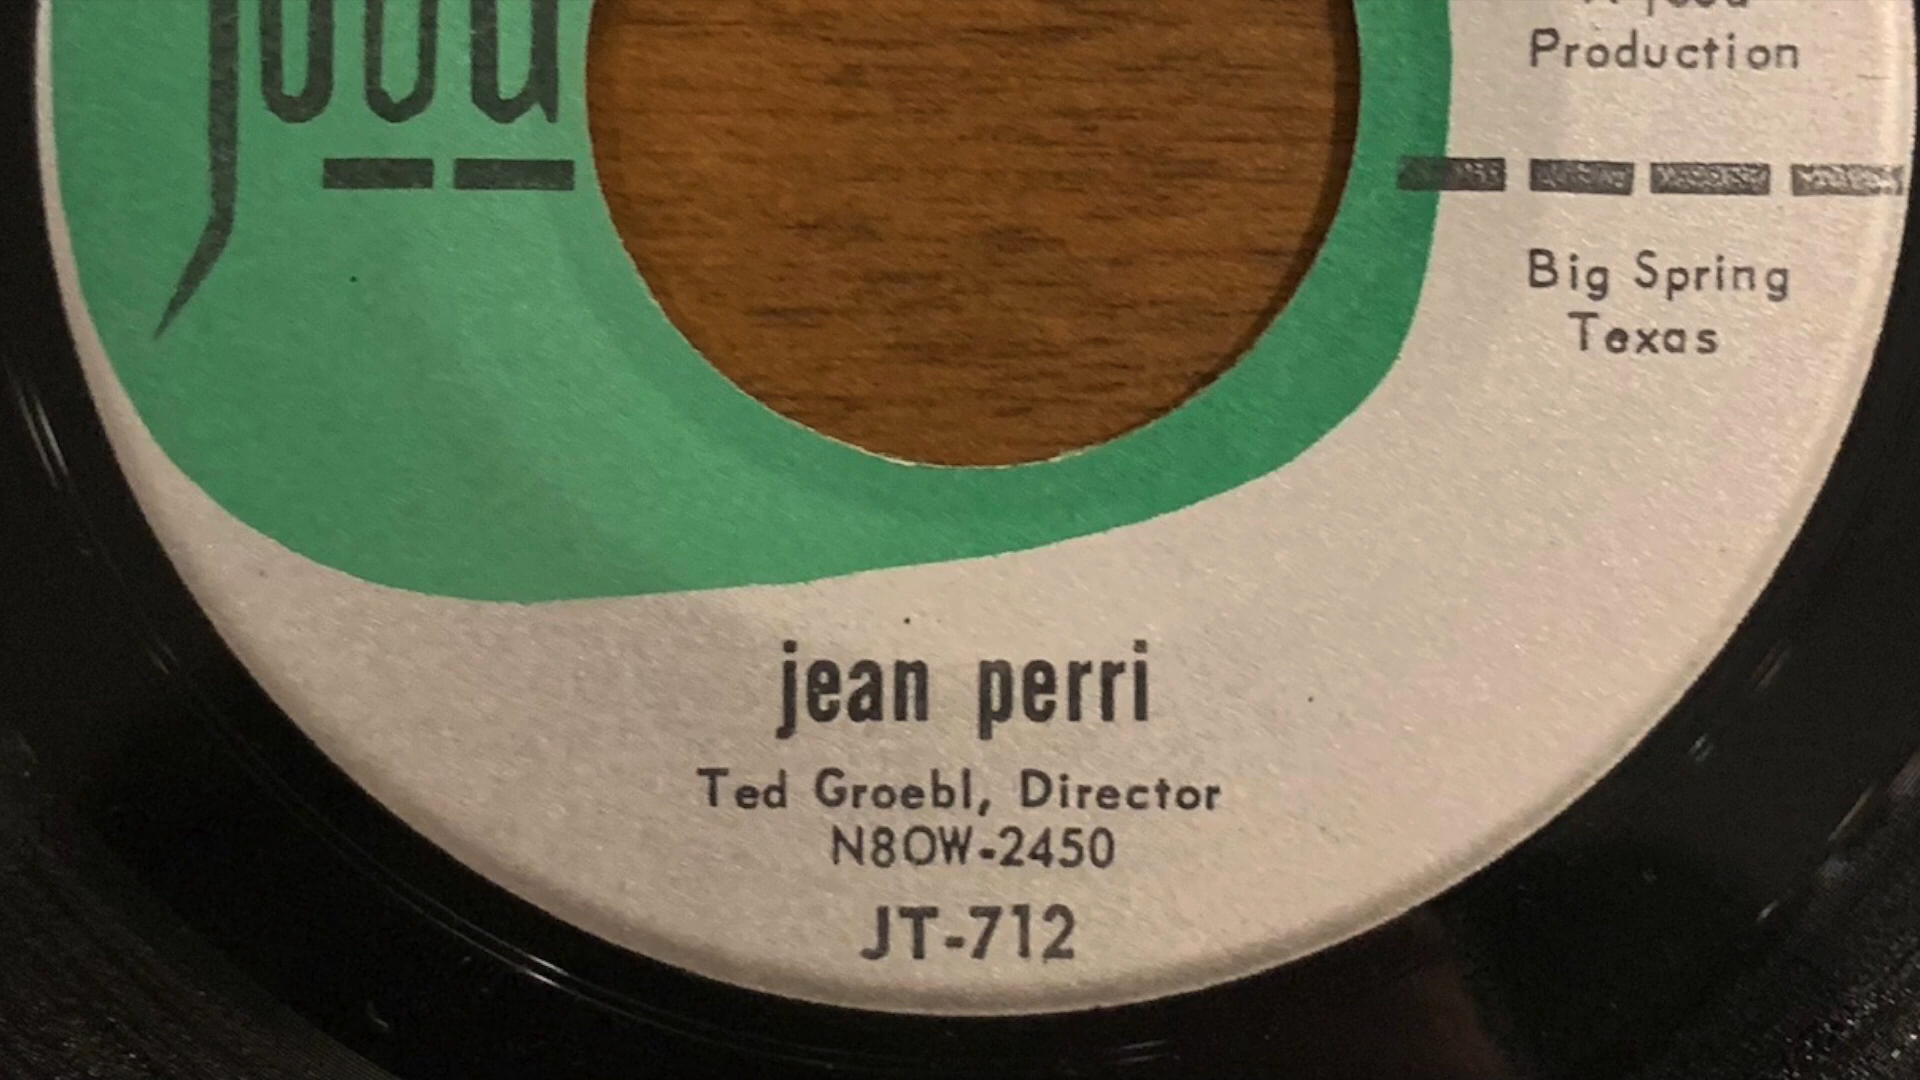 Production
Big Spring
Texas
jean perri
Ted Groebl, Director
N8OW-2450
JT-712